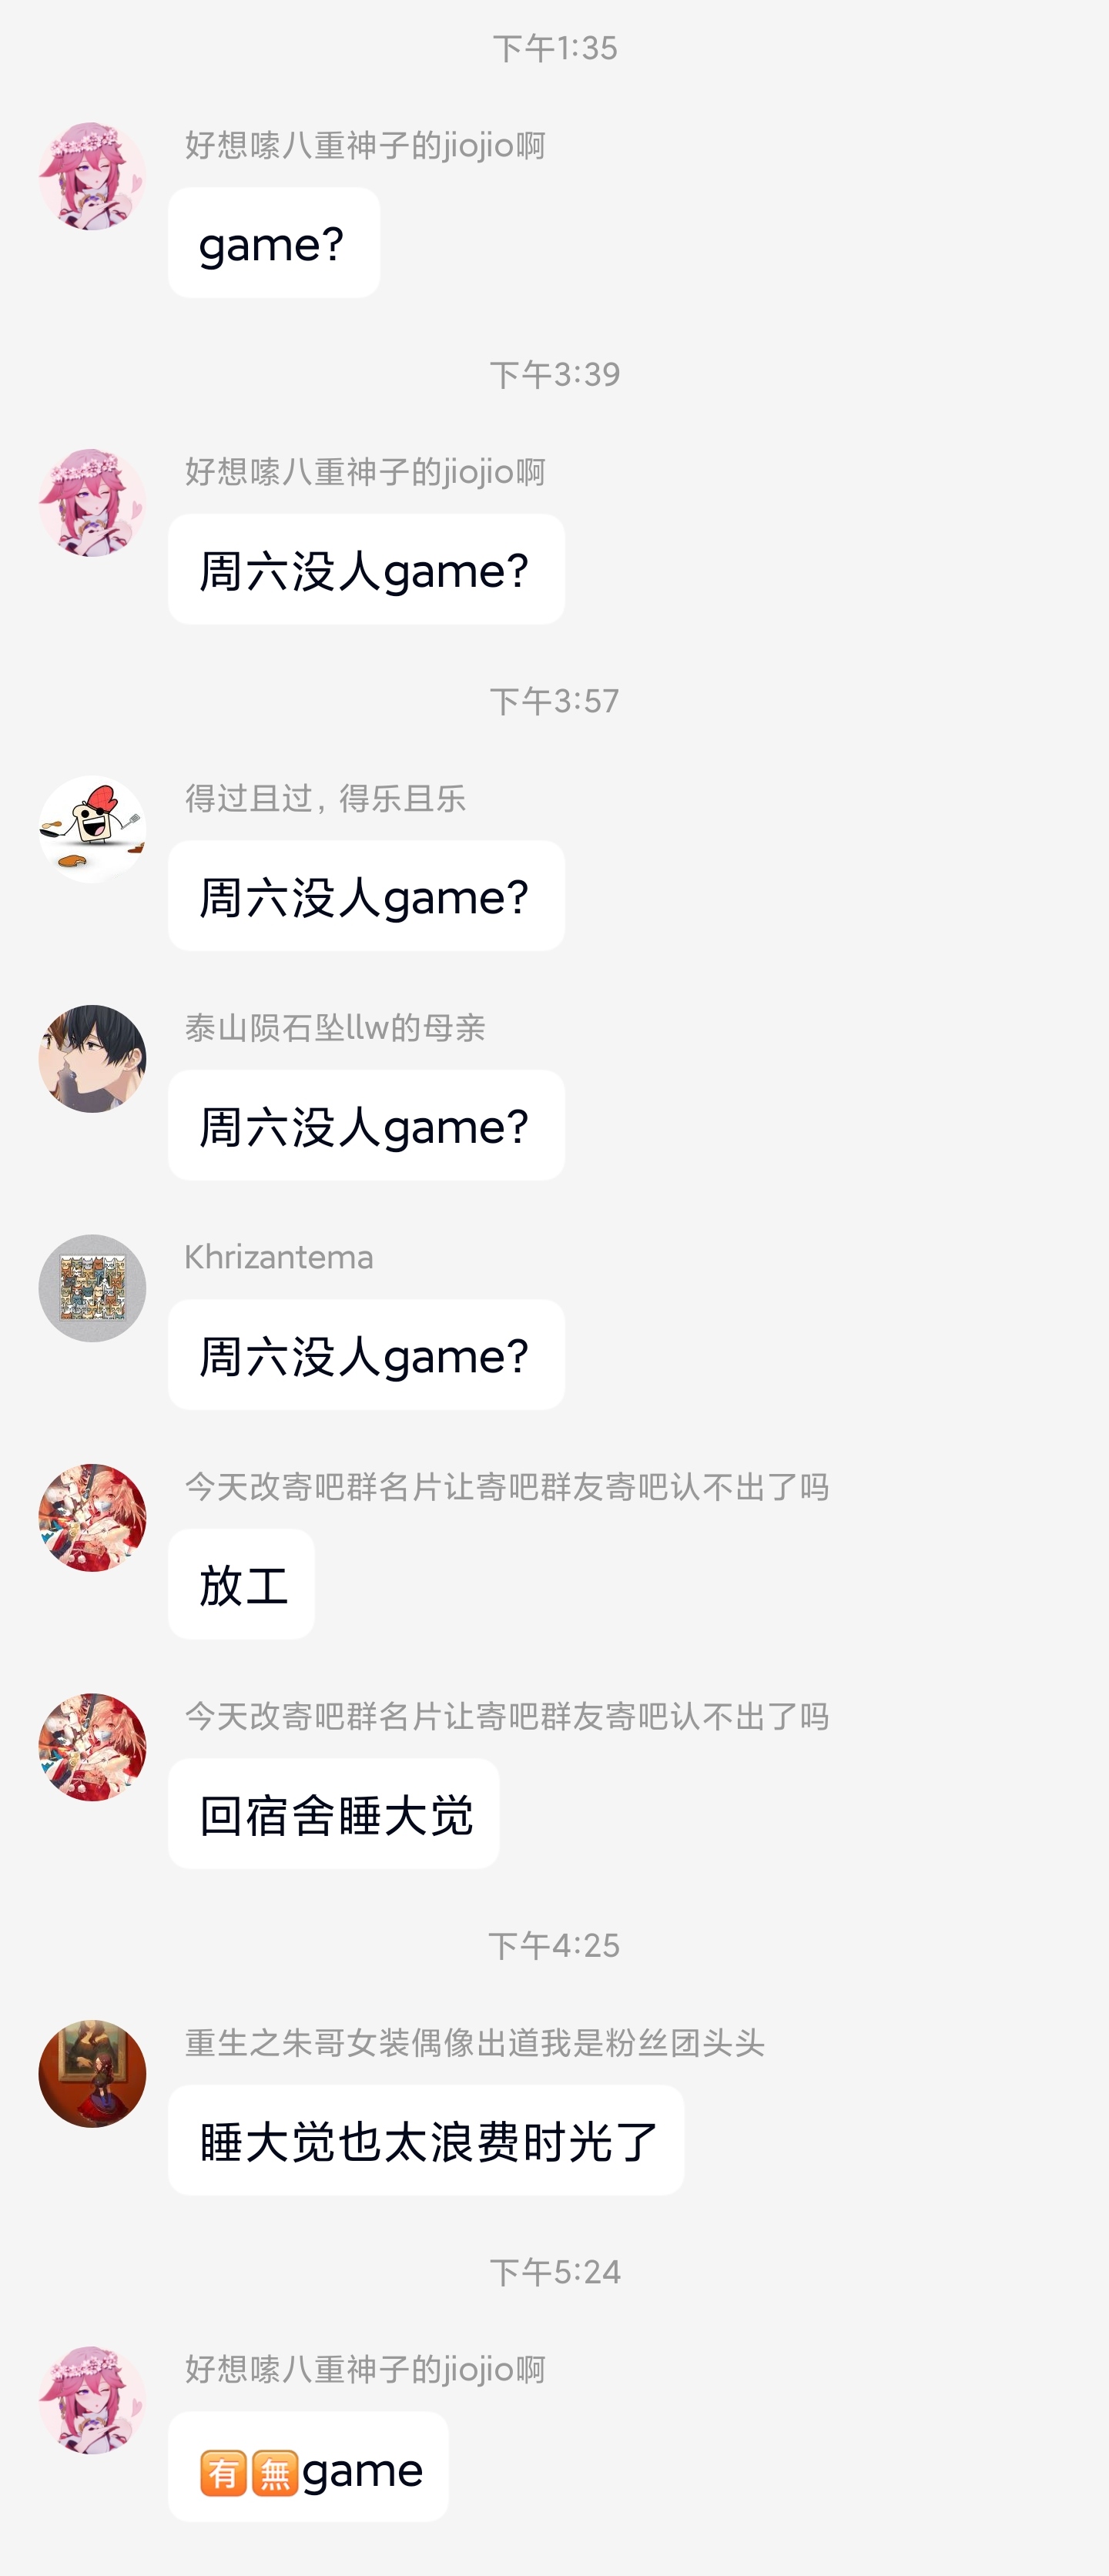 下午1:35
好想嗦八重神子的jiojio啊
game?
下午3:39
好想嗦八重神子的jiojio啊
周六没人game?
下午3:57
得过且过，得乐且乐
周六没人game?
泰山陨石坠llw的母亲
周六没人game?
Khrizantema
周六没人game?
今天改寄吧群名片让寄吧群友寄吧认不出了吗
放工
今天改寄吧群名片让寄吧群友寄吧认不出了吗
回宿舍睡大觉
下午4:25
重生之朱哥女装偶像出道我是粉丝团头头
睡大觉也太浪费时光了
下午5:24
好想嗦八重神子的jiojio啊
🈶🈚game